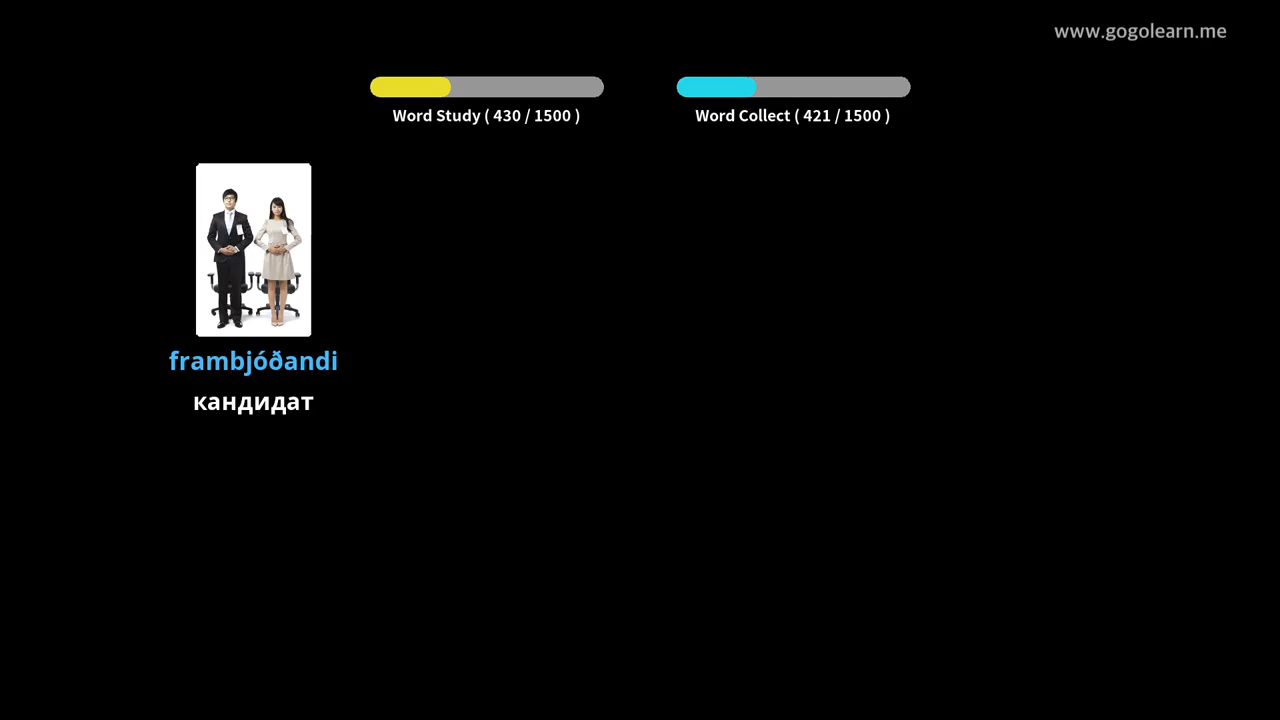 www.gogolearn.me
Word Study ( 430 / 1500 )
Word Collect ( 421 / 1500 )
frambjóðandi
кандидат